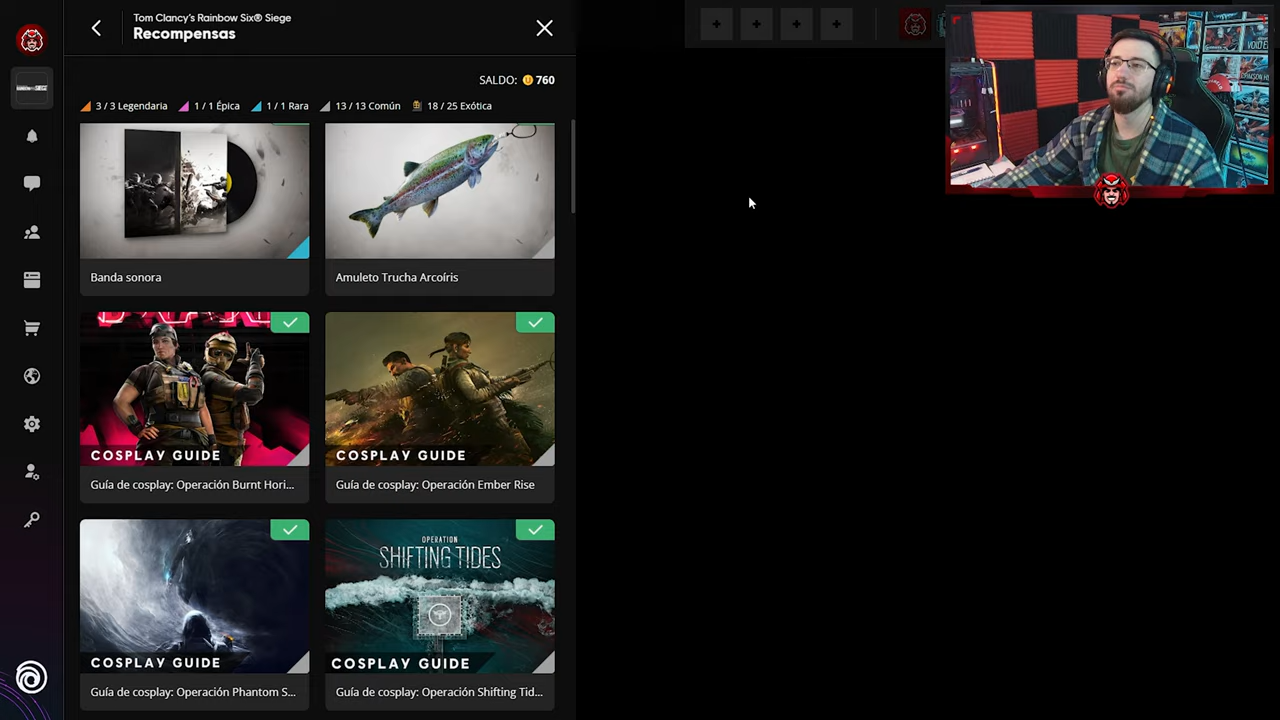 Tom Clancy's Rainbow Six® Siege
Recompensas
SALDO: 760
3 / 3 Legendaria
1 / 1 Épica
1 / 1 Rara
13 / 13 Común
18 / 25 Exótica
Banda sonora
Amuleto Trucha Arcoíris
COSPLAY GUIDE
COSPLAY GUIDE
Guía de cosplay: Operación Burnt Hori...
Guía de cosplay: Operación Ember Rise
OPERATION
SHIFTING TIDES
COSPLAY GUIDE
COSPLAY GUIDE
Guía de cosplay: Operación Phantom S...
Guía de cosplay: Operación Shifting Tid...